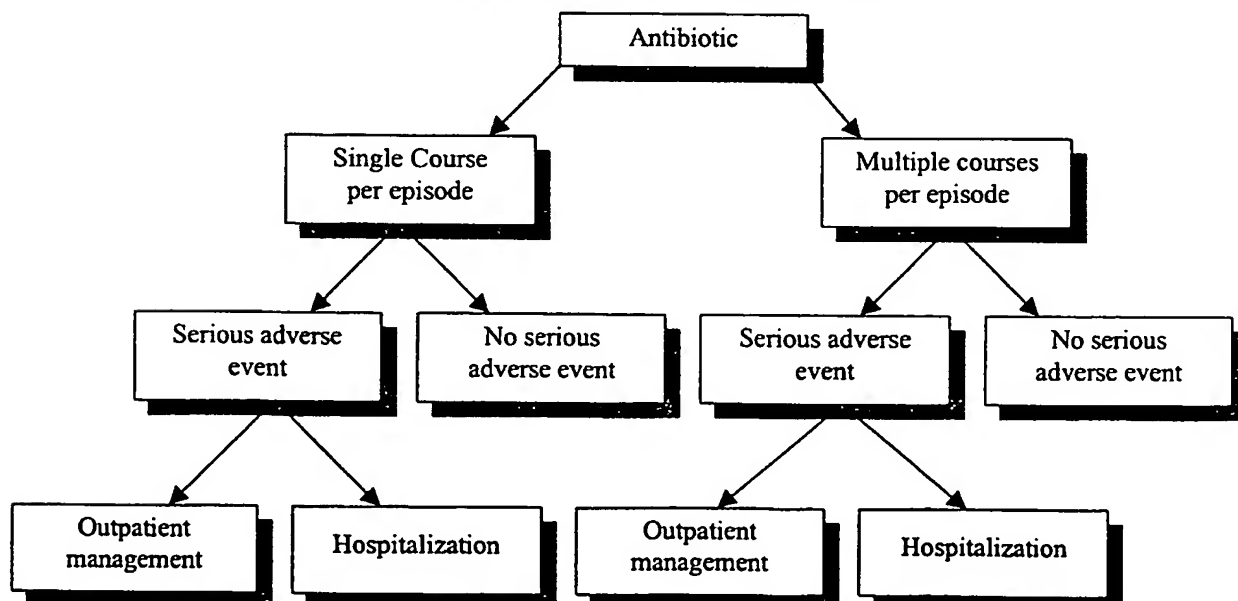 Antibiotic
Single Course
per episode
Multiple courses
per episode
Serious adverse
event
No serious
adverse event
Serious adverse
event
No serious
adverse event
Outpatient
management
Hospitalization
Outpatient
management
Hospitalization